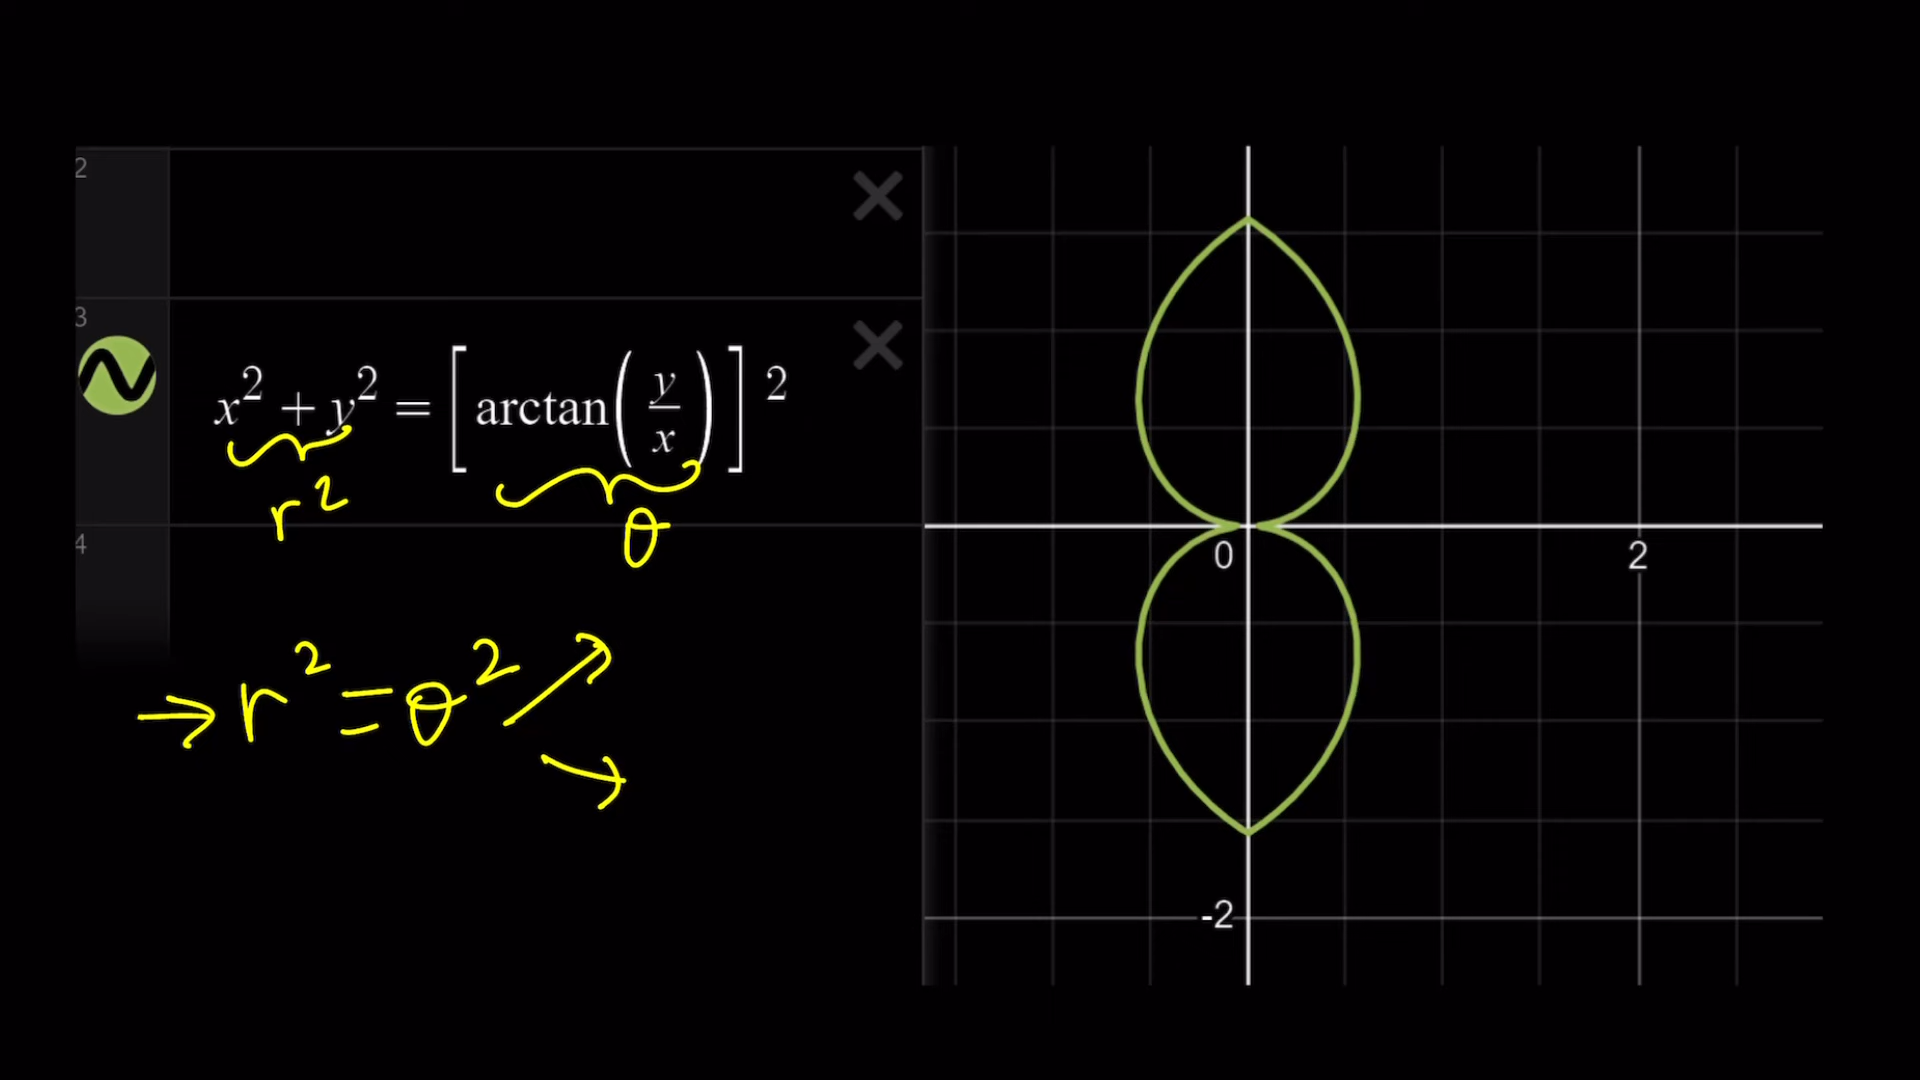 2
3
x² + y² = [arctan(y/x)]²
r² θ
4
→ r² = θ²
0 2
-2